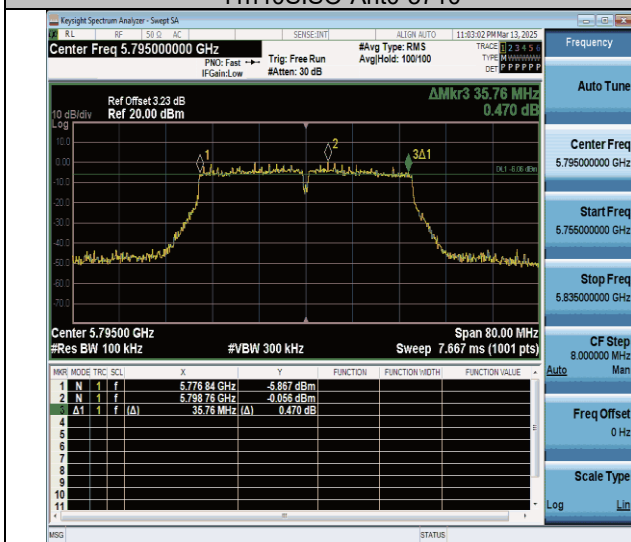 Keysight Spectrum Analyzer - Swept SA
RL RF 50 Ω AC SENSE:INT ALIGN AUTO 11:03:02 PM Mar 13, 2025
Center Freq 5.795000000 GHz #Avg Type: RMS TRACE 1 2 3 4 5 6
PNO: Fast Trig: Free Run Avg|Hold: 100/100 TYPE M WWWWW
IFGain:Low #Atten: 30 dB DET P P P P P P
Frequency
Auto Tune
Ref Offset 3.23 dB ΔMkr3 35.76 MHz
10 dB/div Ref 20.00 dBm 0.470 dB
Log
10.0
0.00
-10.0
-20.0
-30.0
-40.0
-50.0
-60.0
-70.0
1
2
3Δ1
DL1 -6.06 dBm
Center 5.79500 GHz Span 80.00 MHz
#Res BW 100 kHz #VBW 300 kHz Sweep 7.667 ms (1001 pts)
MKR MODE TRC SCL X Y FUNCTION FUNCTION WIDTH FUNCTION VALUE
1 N 1 f 5.776 84 GHz -5.867 dBm
2 N 1 f 5.798 76 GHz -0.056 dBm
3 Δ1 1 f (Δ) 35.76 MHz (Δ) 0.470 dB
4
5
6
7
8
9
10
11
Center Freq
5.795000000 GHz
Start Freq
5.755000000 GHz
Stop Freq
5.835000000 GHz
CF Step
8.000000 MHz
Auto Man
Freq Offset
0 Hz
Scale Type
Log Lin
MSG STATUS